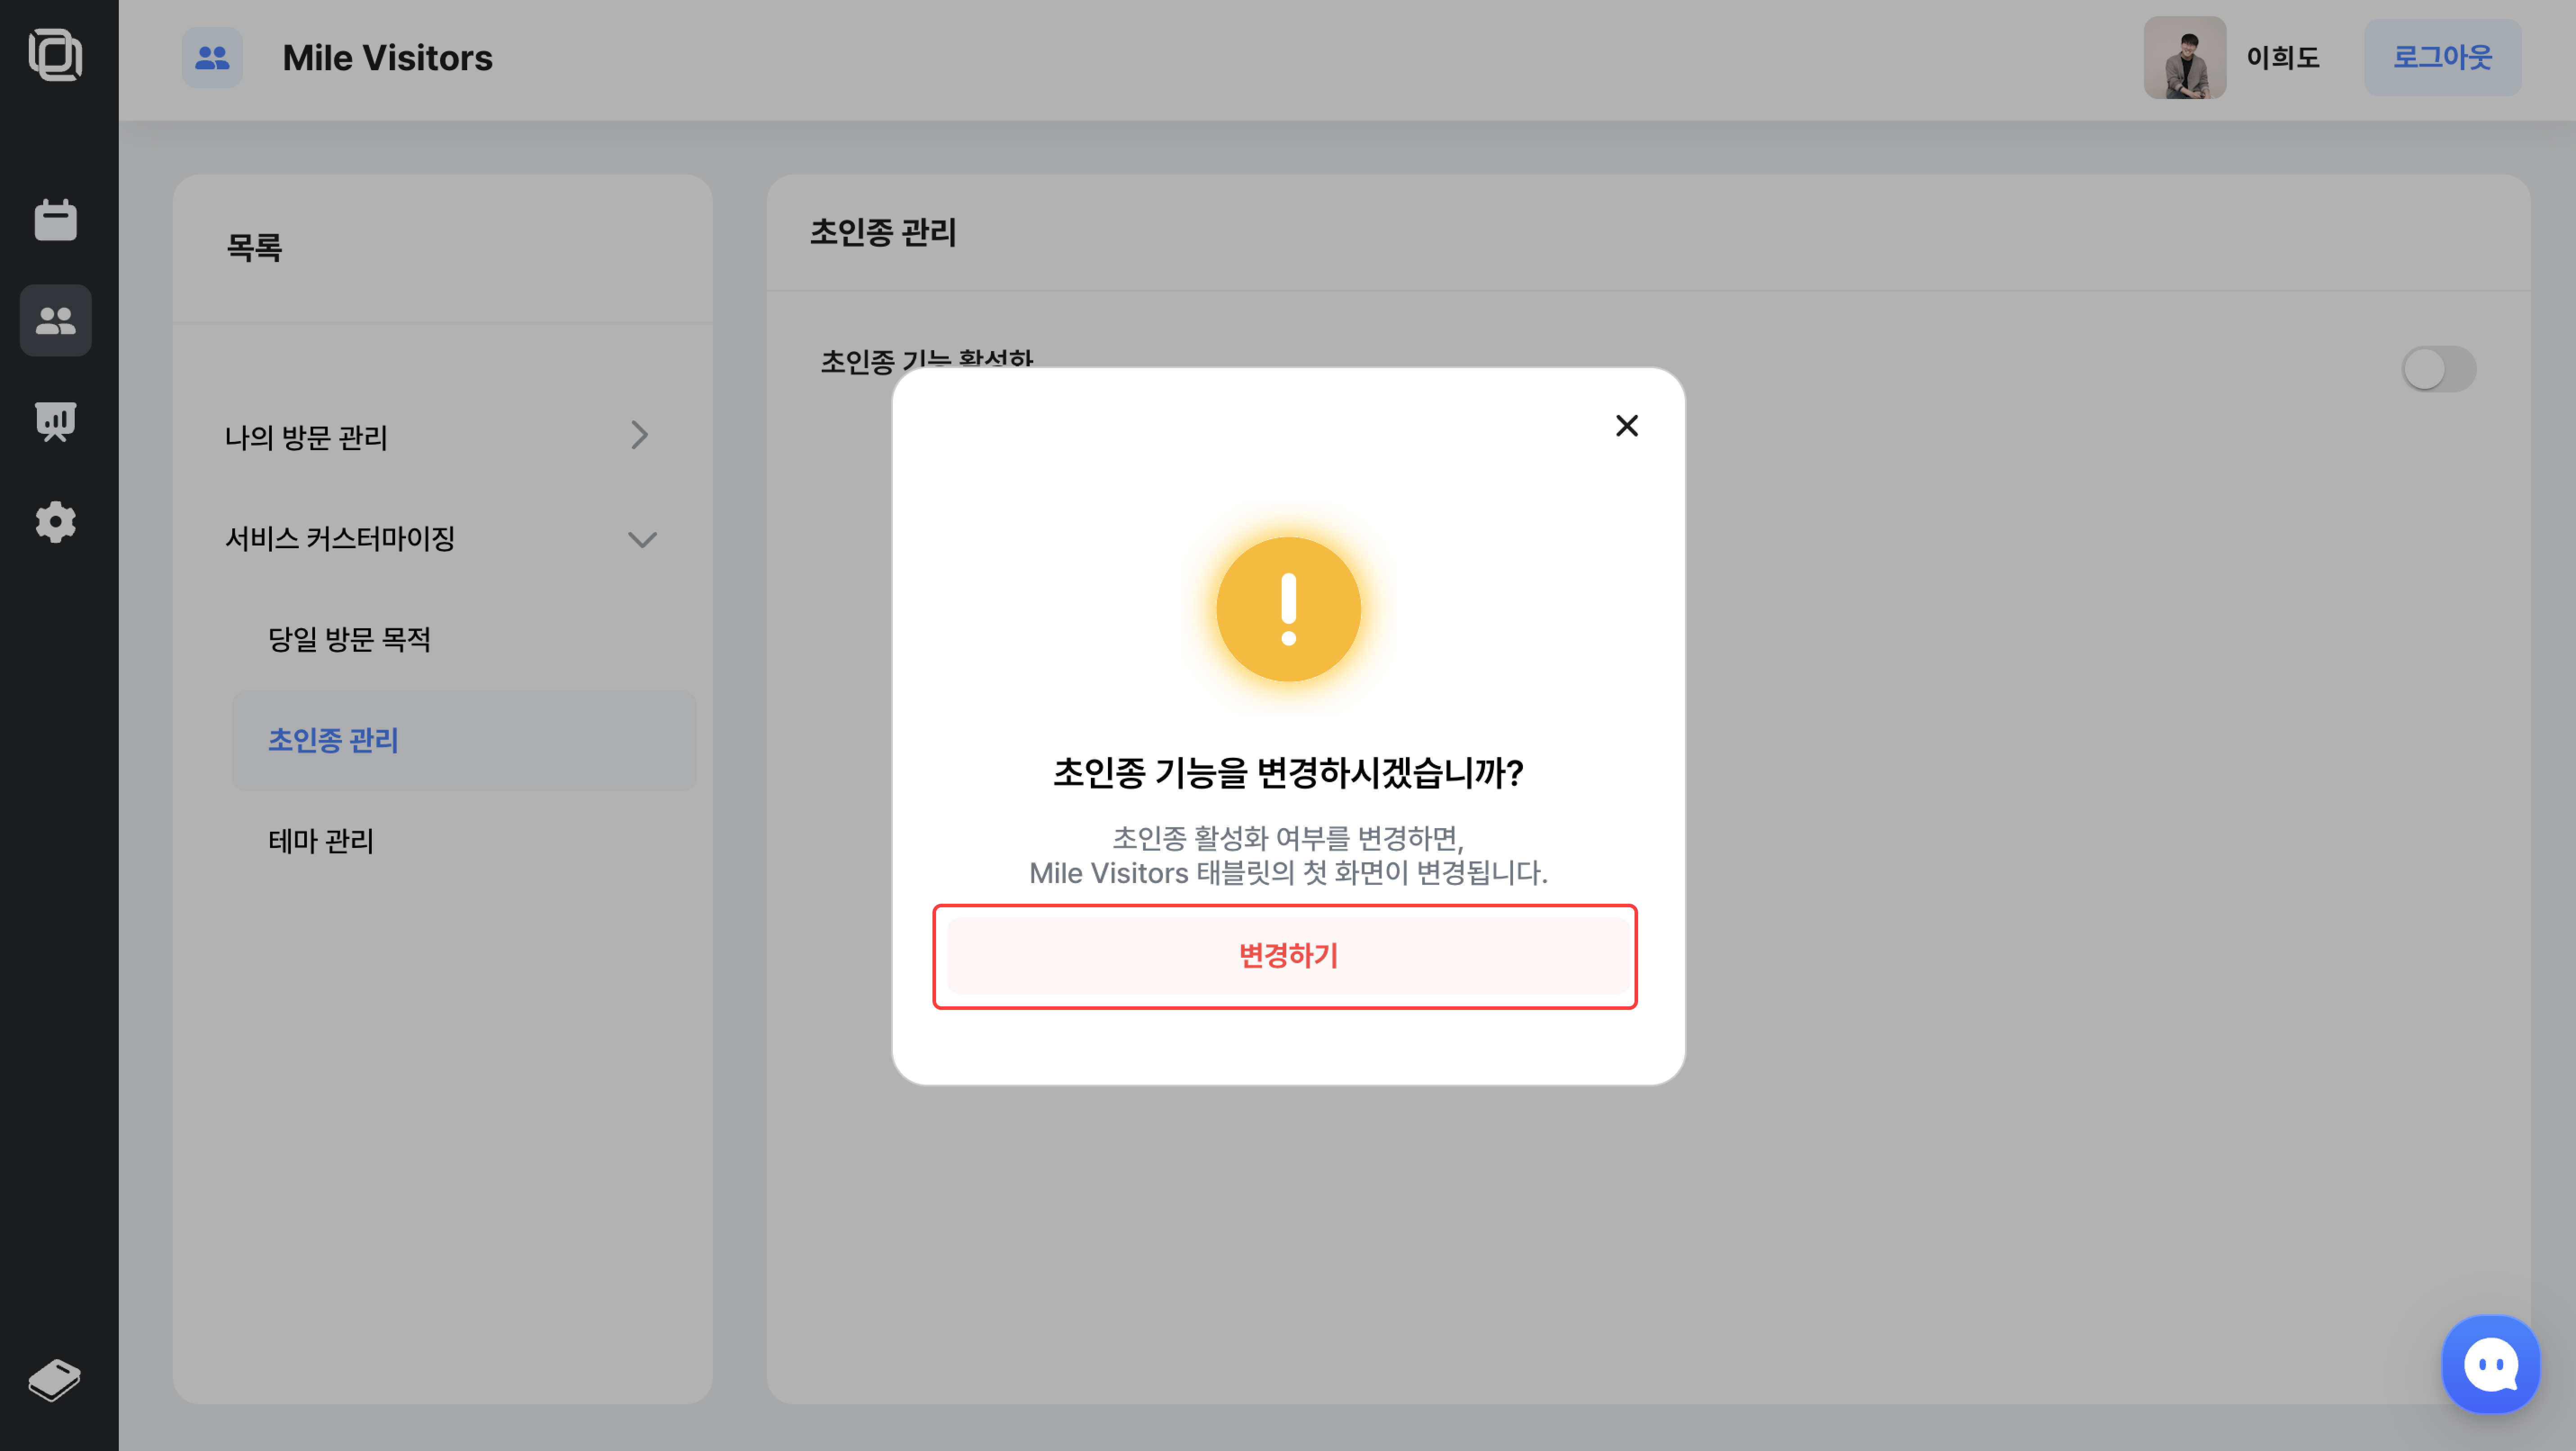 Mile Visitors
이희도
로그아웃
목록
나의 방문 관리
서비스 커스터마이징
당일 방문 목적
초인종 관리
테마 관리
초인종 관리
초인종 기능 활성화
초인종 기능을 변경하시겠습니까?
초인종 활성화 여부를 변경하면,
Mile Visitors 태블릿의 첫 화면이 변경됩니다.
변경하기